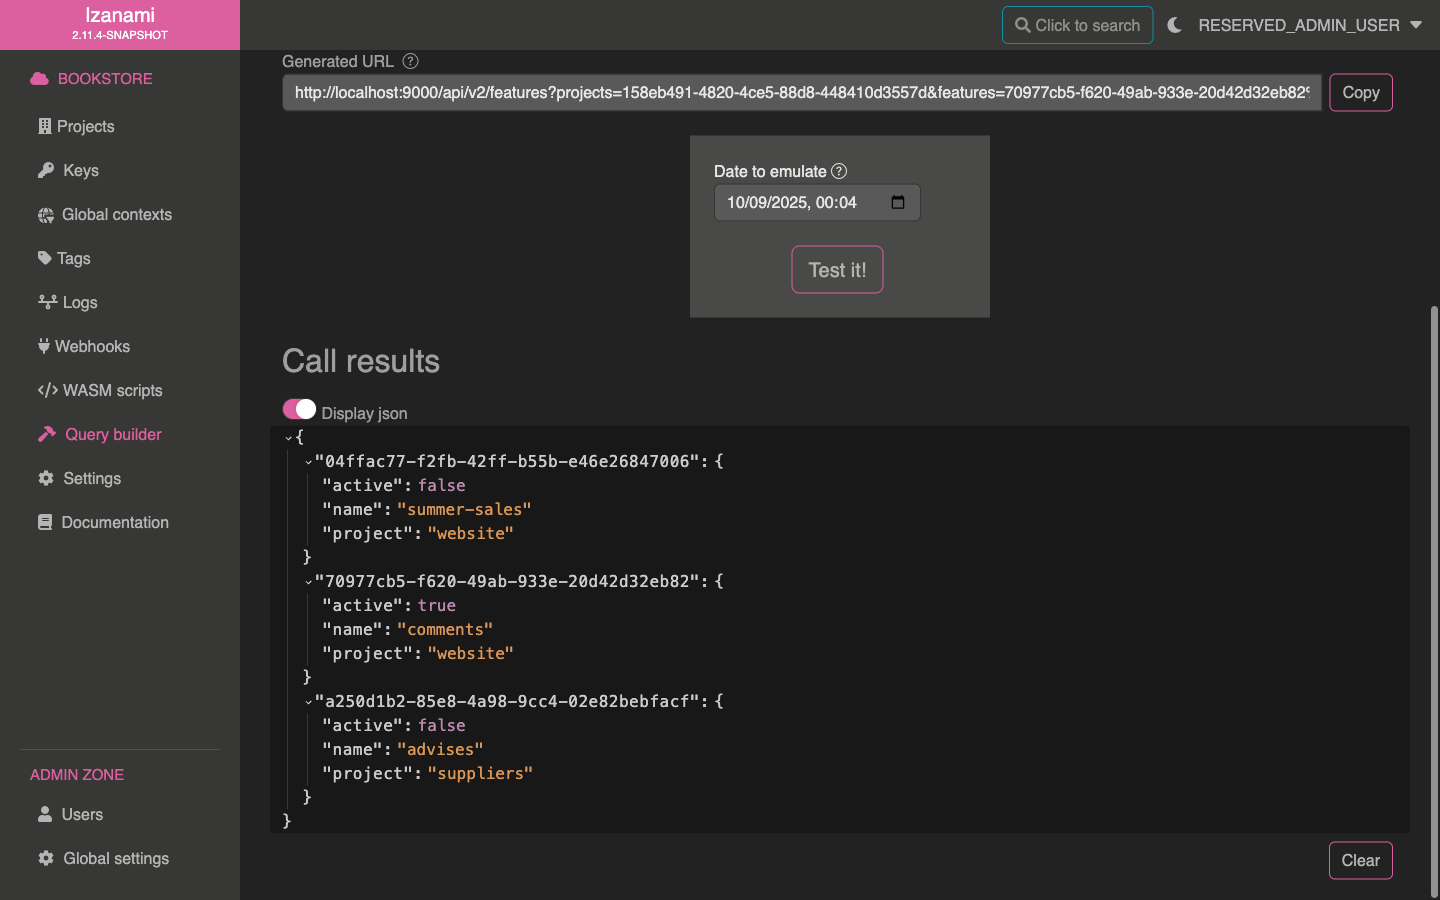 Izanami
2.11.4-SNAPSHOT
Click to search
RESERVED_ADMIN_USER
BOOKSTORE
Projects
Keys
Global contexts
Tags
Logs
Webhooks
WASM scripts
Query builder
Settings
Documentation
ADMIN ZONE
Users
Global settings
Generated URL
http://localhost:9000/api/v2/features?projects=158eb491-4820-4ce5-88d8-448410d3557d&features=70977cb5-f620-49ab-933e-20d42d32eb82
Copy
Date to emulate
10/09/2025, 00:04
Test it!
Call results
Display json
{
"04ffac77-f2fb-42ff-b55b-e46e26847006": {
"active": false
"name": "summer-sales"
"project": "website"
}
"70977cb5-f620-49ab-933e-20d42d32eb82": {
"active": true
"name": "comments"
"project": "website"
}
"a250d1b2-85e8-4a98-9cc4-02e82bebfacf": {
"active": false
"name": "advises"
"project": "suppliers"
}
}
Clear